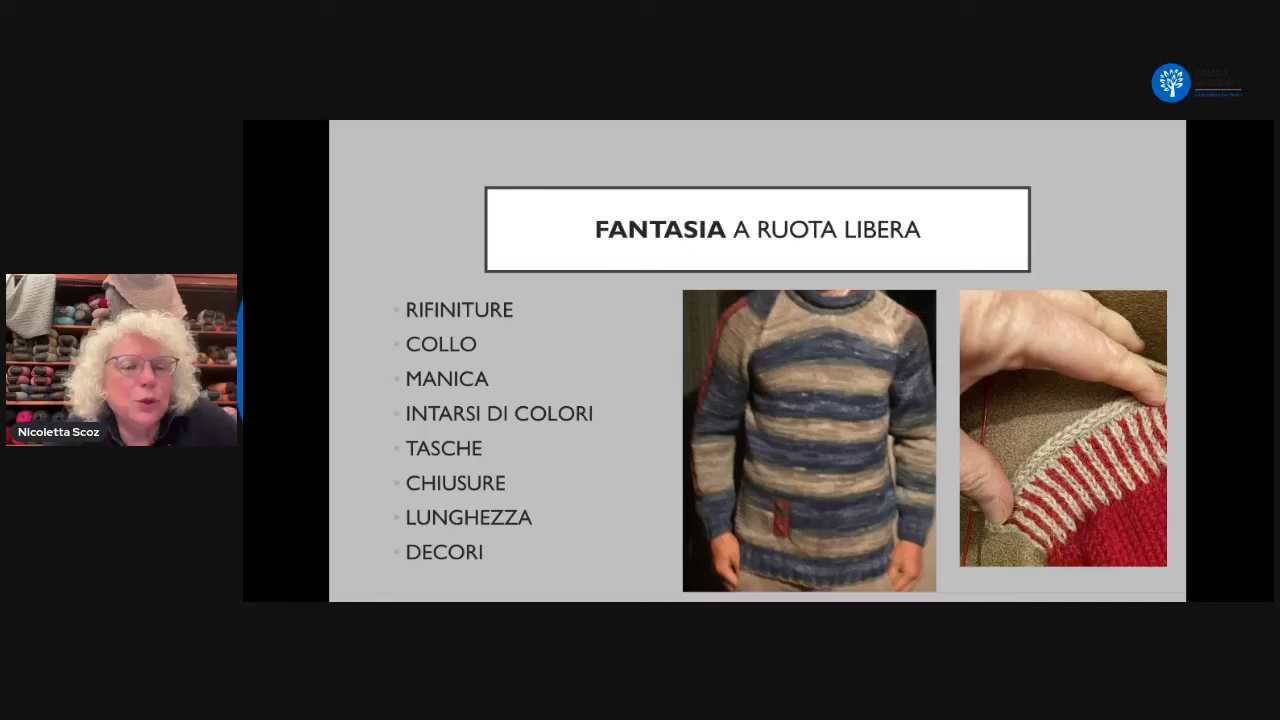 FANTASIA A RUOTA LIBERA
RIFINITURE
COLLO
MANICA
INTARSI DI COLORI
TASCHE
CHIUSURE
LUNGHEZZA
DECORI
Nicoletta Scoz